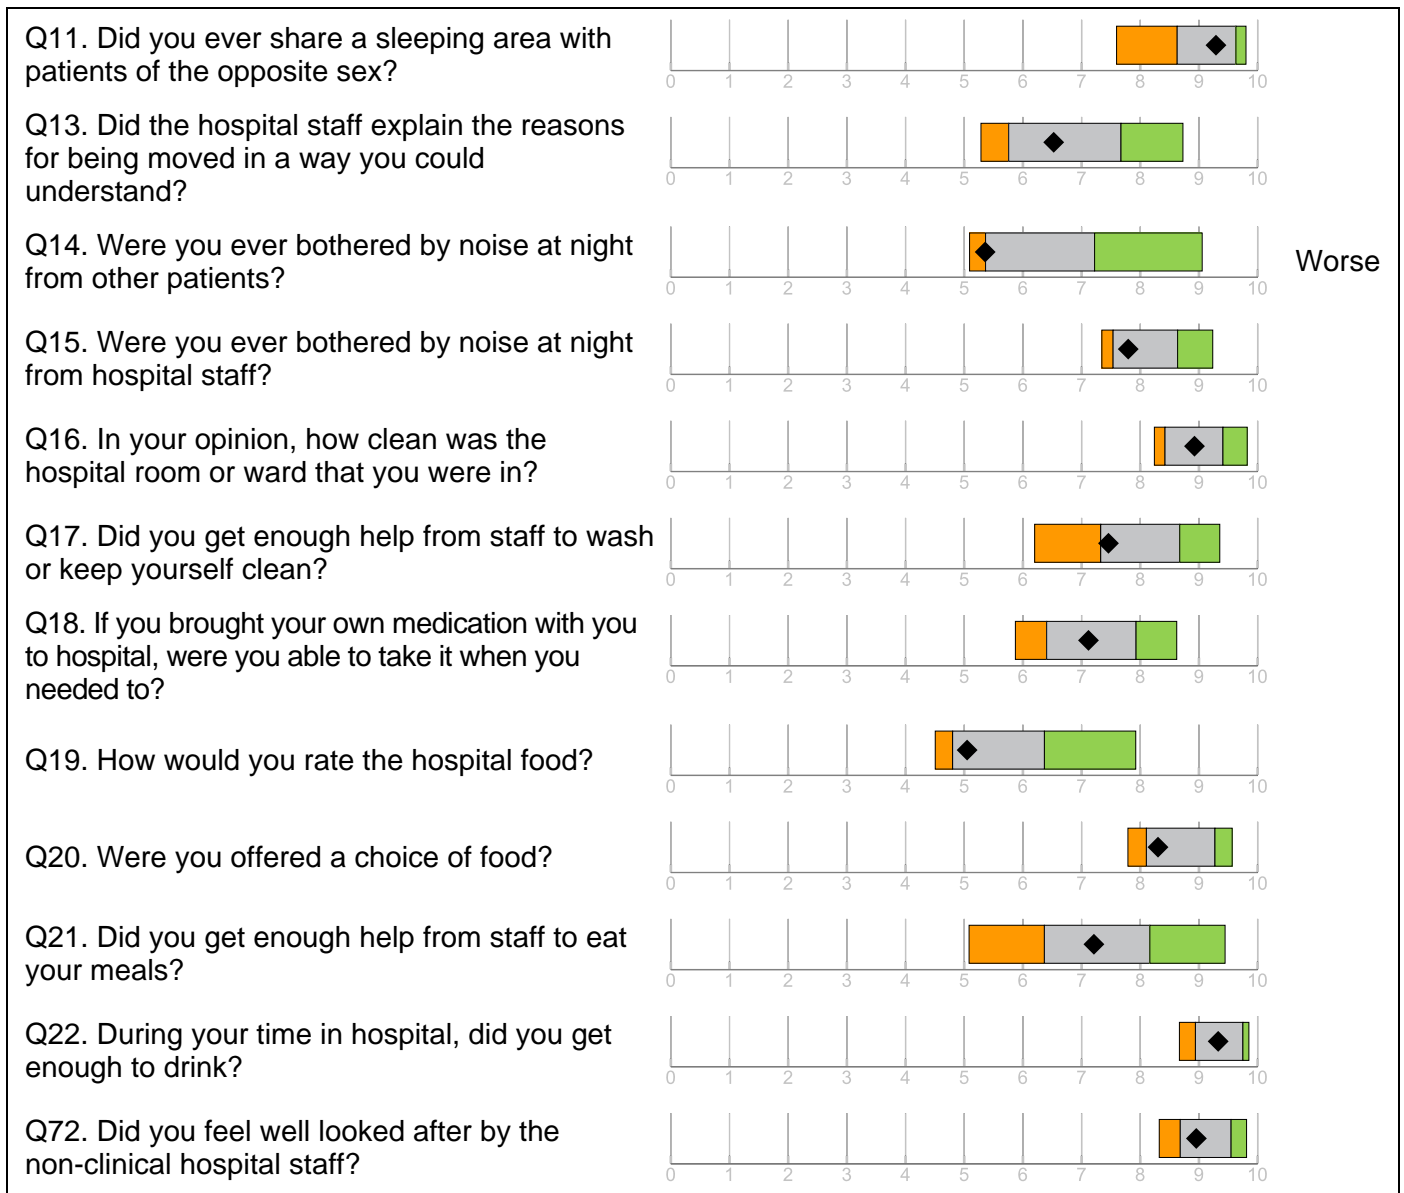 Q11. Did you ever share a sleeping area with
patients of the opposite sex?
0 1 2 3 4 5 6 7 8 9 10
Q13. Did the hospital staff explain the reasons
for being moved in a way you could
understand?
0 1 2 3 4 5 6 7 8 9 10
Q14. Were you ever bothered by noise at night
from other patients?
0 1 2 3 4 5 6 7 8 9 10
Worse
Q15. Were you ever bothered by noise at night
from hospital staff?
0 1 2 3 4 5 6 7 8 9 10
Q16. In your opinion, how clean was the
hospital room or ward that you were in?
0 1 2 3 4 5 6 7 8 9 10
Q17. Did you get enough help from staff to wash
or keep yourself clean?
0 1 2 3 4 5 6 7 8 9 10
Q18. If you brought your own medication with you
to hospital, were you able to take it when you
needed to?
0 1 2 3 4 5 6 7 8 9 10
Q19. How would you rate the hospital food?
0 1 2 3 4 5 6 7 8 9 10
Q20. Were you offered a choice of food?
0 1 2 3 4 5 6 7 8 9 10
Q21. Did you get enough help from staff to eat
your meals?
0 1 2 3 4 5 6 7 8 9 10
Q22. During your time in hospital, did you get
enough to drink?
0 1 2 3 4 5 6 7 8 9 10
Q72. Did you feel well looked after by the
non-clinical hospital staff?
0 1 2 3 4 5 6 7 8 9 10